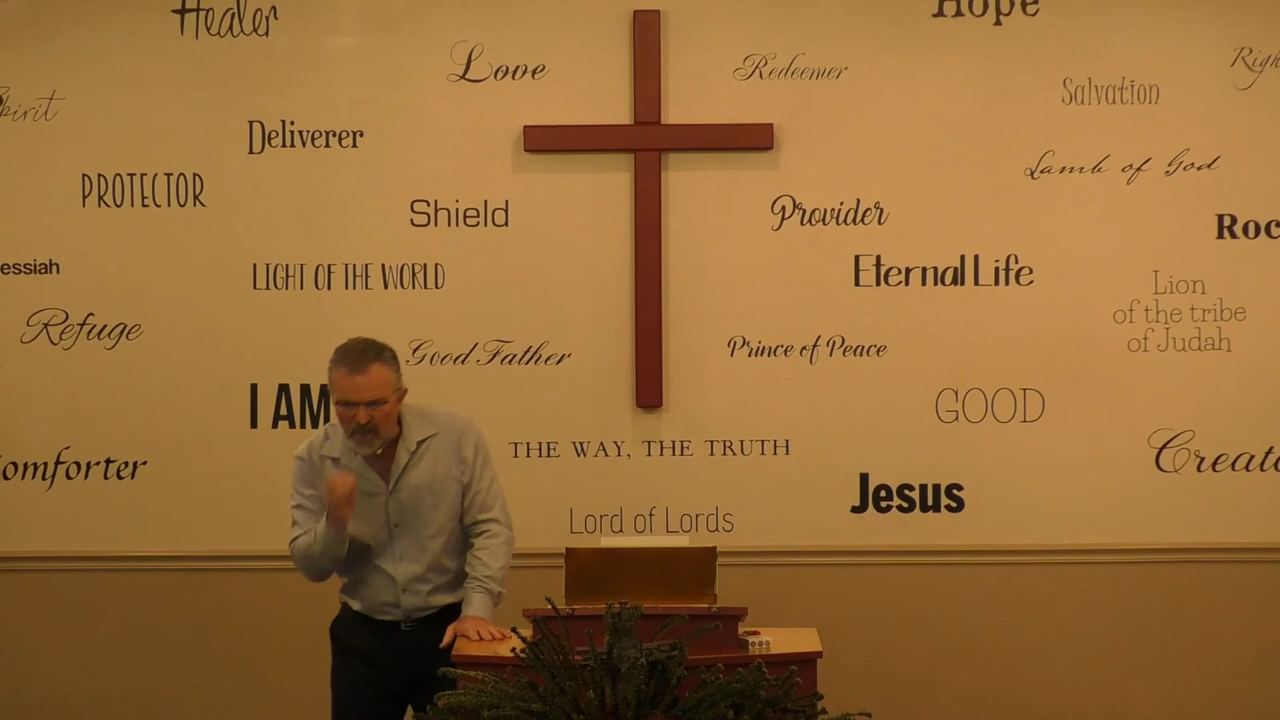 Healer
Hope
Love
Redeemer
Salvation
Deliverer
Lamb of God
PROTECTOR
Shield
Provider
essiah
LIGHT OF THE WORLD
Eternal Life
Lion
of the tribe
of Judah
Refuge
Good Father
Prince of Peace
I AM
GOOD
THE WAY, THE TRUTH
omforter
Jesus
Lord of Lords